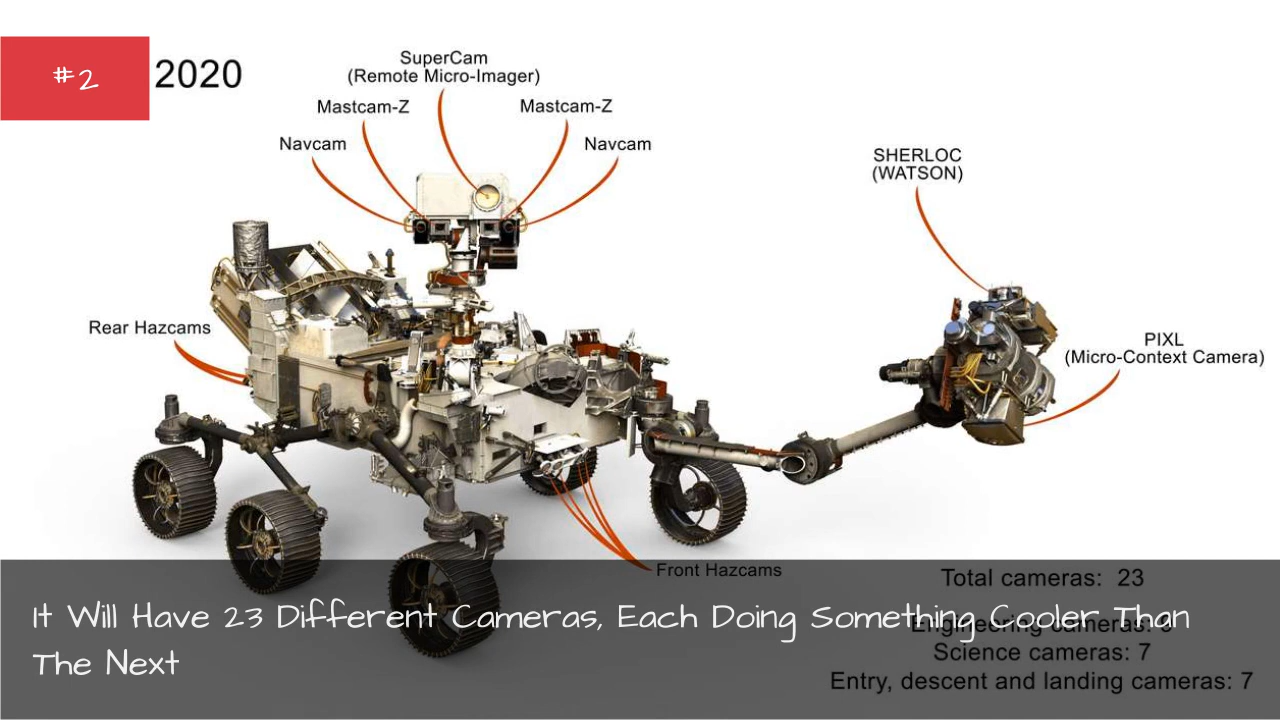 #2
2020
SuperCam
(Remote Micro-Imager)
Mastcam-Z
Mastcam-Z
Navcam
Navcam
SHERLOC
(WATSON)
Rear Hazcams
PIXL
(Micro-Context Camera)
Front Hazcams
Total cameras: 23
It Will Have 23 Different Cameras, Each Doing Something Cooler Than
The Next
Engineering cameras:
Science cameras: 7
Entry, descent and landing cameras: 7